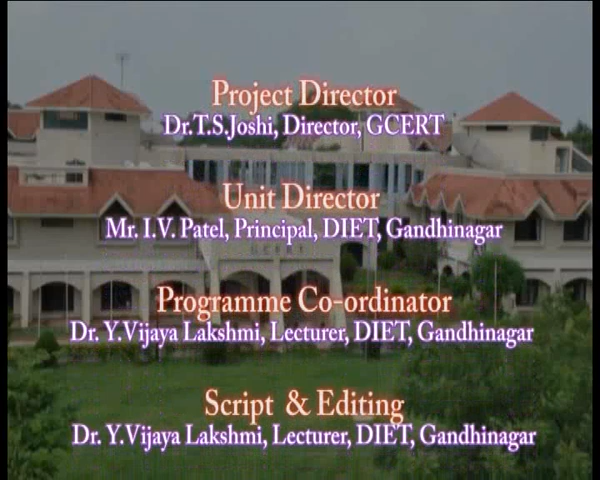 Project Director
Dr.T.S.Joshi, Director, GCERT
Unit Director
Mr. I.V. Patel, Principal, DIET, Gandhinagar
Programme Co-ordinator
Dr. Y.Vijaya Lakshmi, Lecturer, DIET, Gandhinagar
Script & Editing
Dr. Y.Vijaya Lakshmi, Lecturer, DIET, Gandhinagar